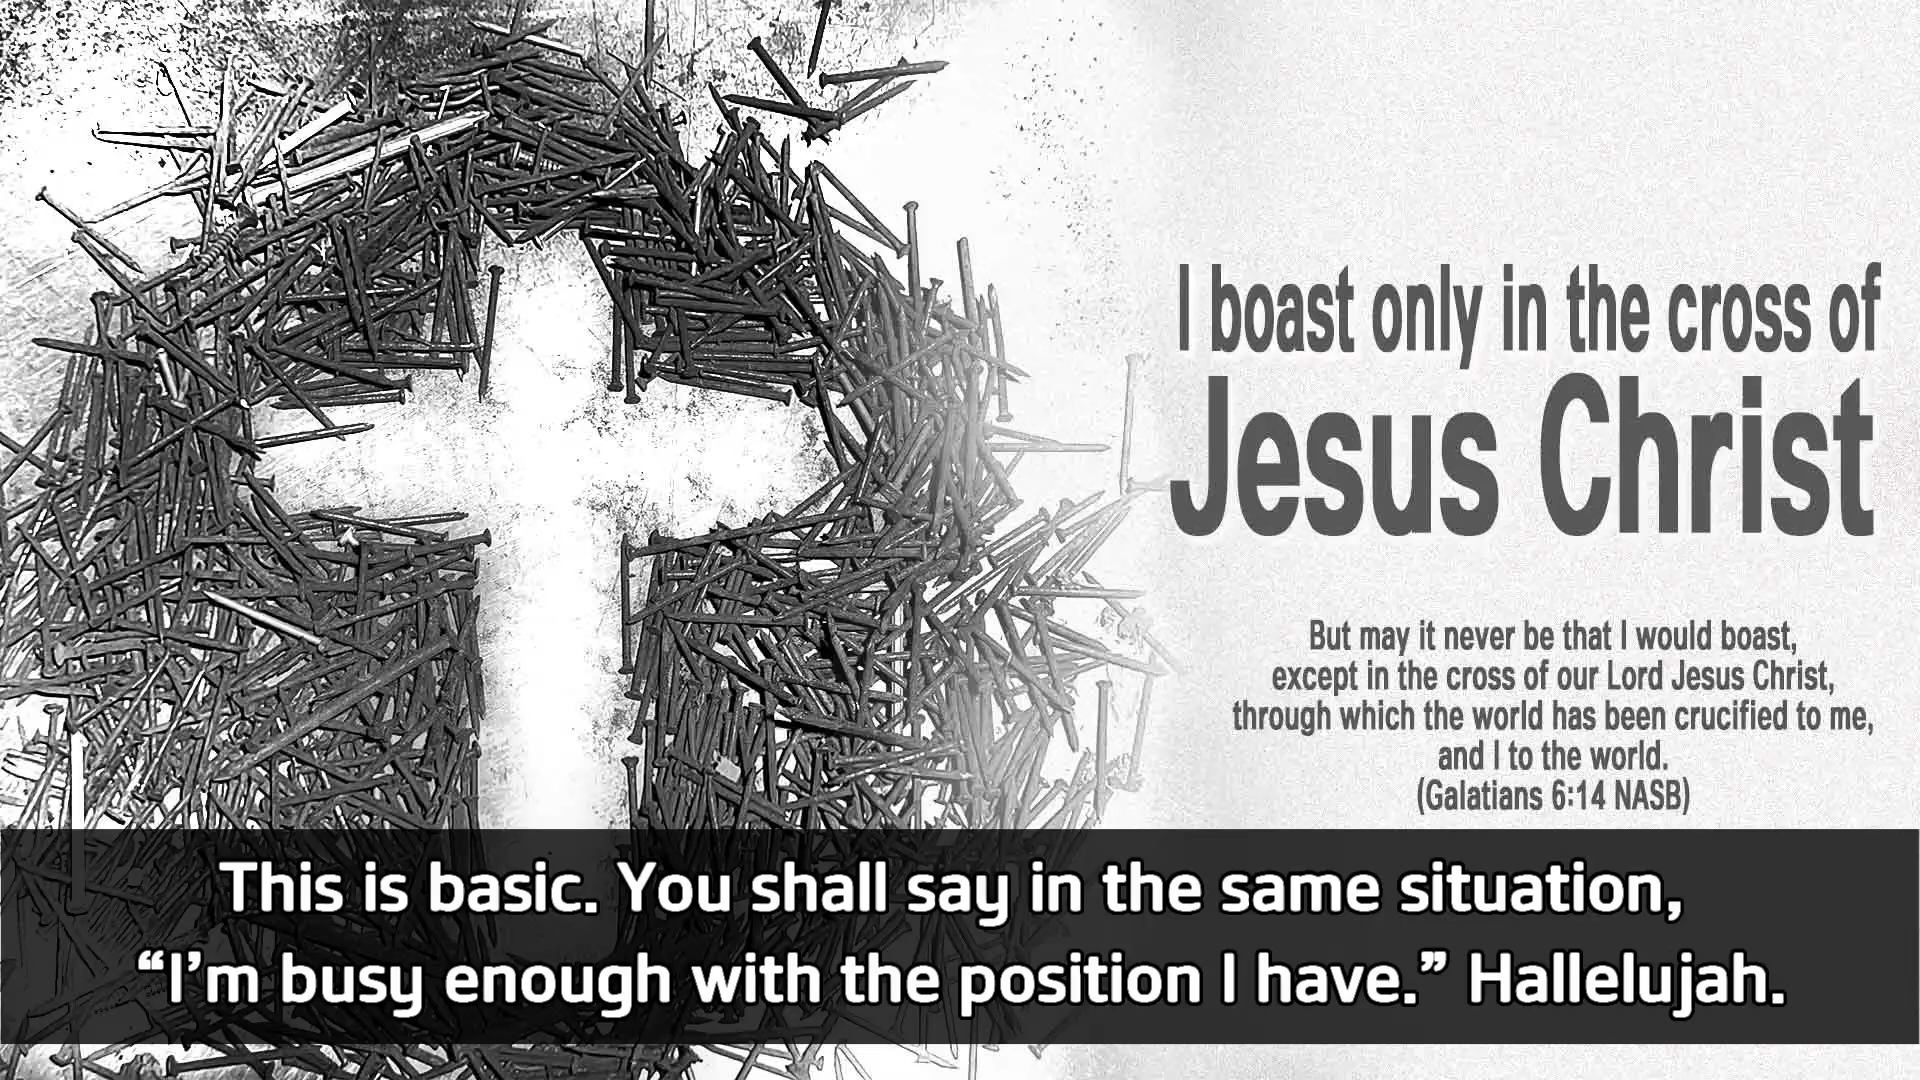 I boast only in the cross of
Jesus Christ
But may it never be that I would boast,
except in the cross of our Lord Jesus Christ,
through which the world has been crucified to me,
and I to the world.
(Galatians 6:14 NASB)
This is basic. You shall say in the same situation,
“I’m busy enough with the position I have.” Hallelujah.